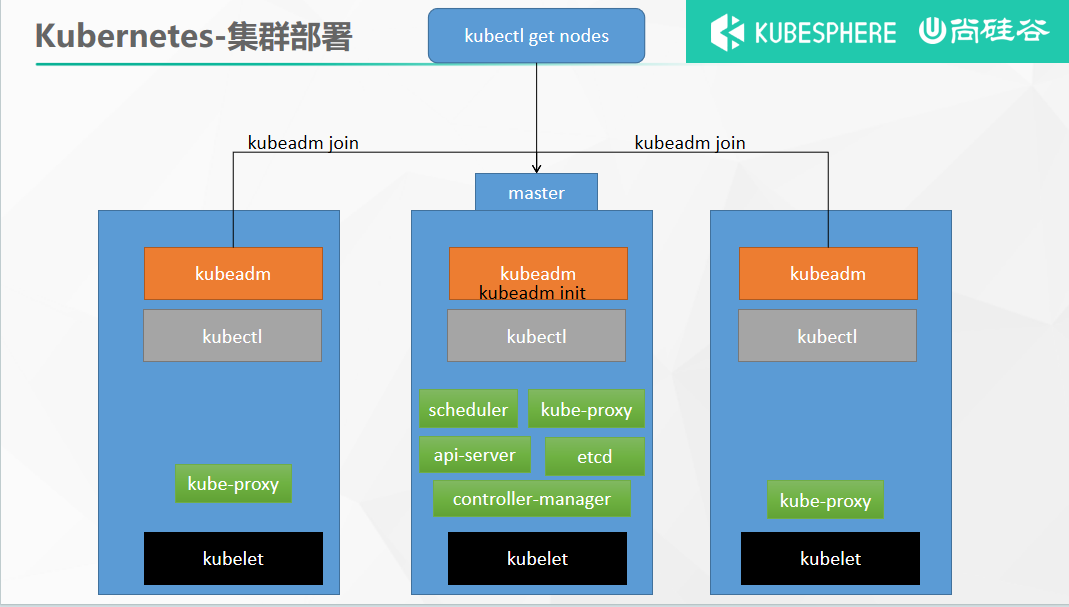 Kubernetes-集群部署
kubectl get nodes
KUBESPHERE
尚硅谷
kubeadm join
kubeadm join
master
kubeadm
kubectl
kube-proxy
kubelet
kubeadm
kubeadm init
kubectl
scheduler
kube-proxy
api-server
etcd
controller-manager
kubelet
kubeadm
kubectl
kube-proxy
kubelet